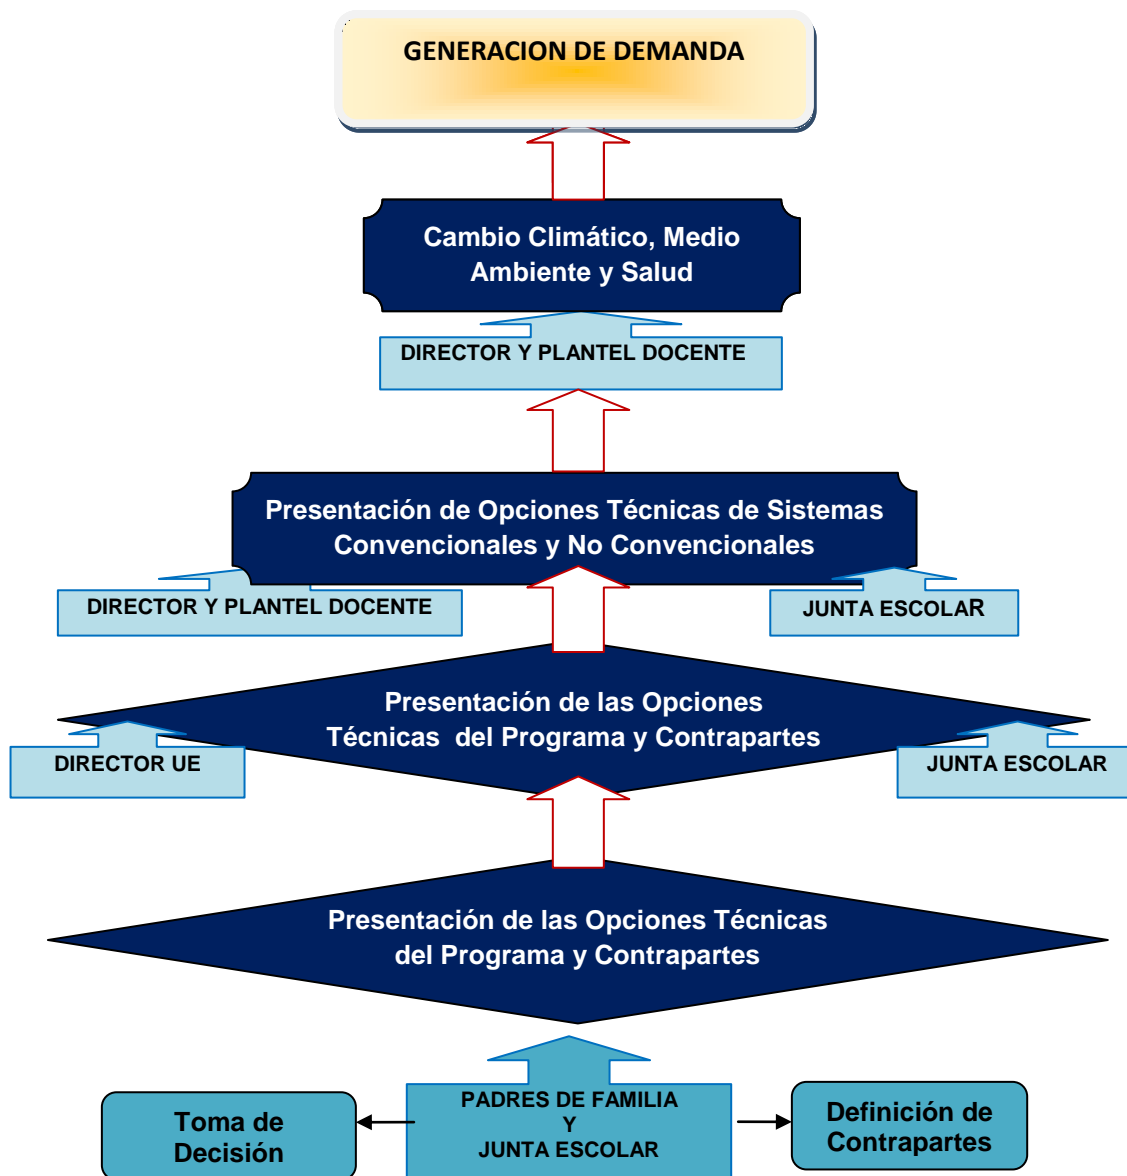 GENERACION DE DEMANDA
Cambio Climático, Medio
Ambiente y Salud
DIRECTOR Y PLANTEL DOCENTE
Presentación de Opciones Técnicas de Sistemas
Convencionales y No Convencionales
DIRECTOR Y PLANTEL DOCENTE
JUNTA ESCOLAR
Presentación de las Opciones
Técnicas del Programa y Contrapartes
DIRECTOR UE
JUNTA ESCOLAR
Presentación de las Opciones Técnicas
del Programa y Contrapartes
Toma de
Decisión
PADRES DE FAMILIA
Y
JUNTA ESCOLAR
Definición de
Contrapartes